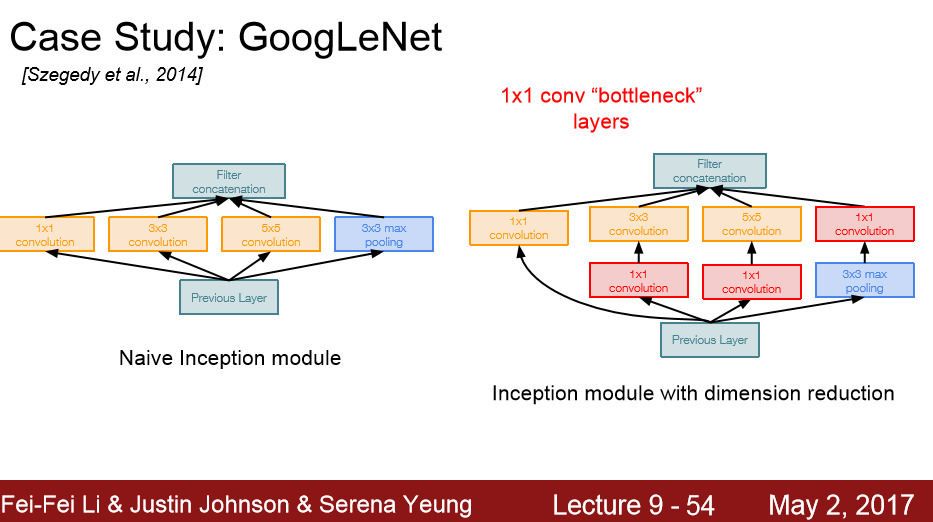 Case Study: GoogLeNet
[Szegedy et al., 2014]
1x1 conv “bottleneck”
layers
Filter
concatenation
1x1
convolution
3x3
convolution
5x5
convolution
3x3 max
pooling
Previous Layer
Naive Inception module
Filter
concatenation
1x1
convolution
3x3
convolution
5x5
convolution
1x1
convolution
1x1
convolution
1x1
convolution
3x3 max
pooling
Previous Layer
Inception module with dimension reduction
Fei-Fei Li & Justin Johnson & Serena Yeung
Lecture 9 - 54
May 2, 2017